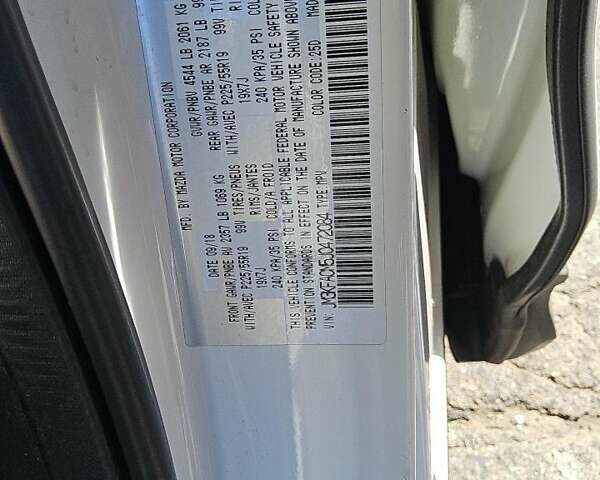 MFD. BY MAZDA MOTOR CORPORATION
DATE 09/18 GVWR/PNBV 4544 LB 2061 KG
FRONT GAWR/PNBE AV 2357 LB 1069 KG REAR GAWR/PNBE AR 2187 LB
WITH/AVEC P225/55R19 99V TIRES/PNEUS WITH/AVEC P225/55R19 99V
19X7J RIMS/JANTES 19X7J
240 KPA/35 PSI COLD/A FROID 240 KPA/35 PSI
THIS VEHICLE CONFORMS TO ALL APPLICABLE FEDERAL MOTOR VEHICLE SAFETY
PREVENTION STANDARDS IN EFFECT ON THE DATE OF MANUFACTURE SHOWN ABOVE
VIN: JM3KFACM5J0472084 TYPE: MPV COLOR CODE: 25D